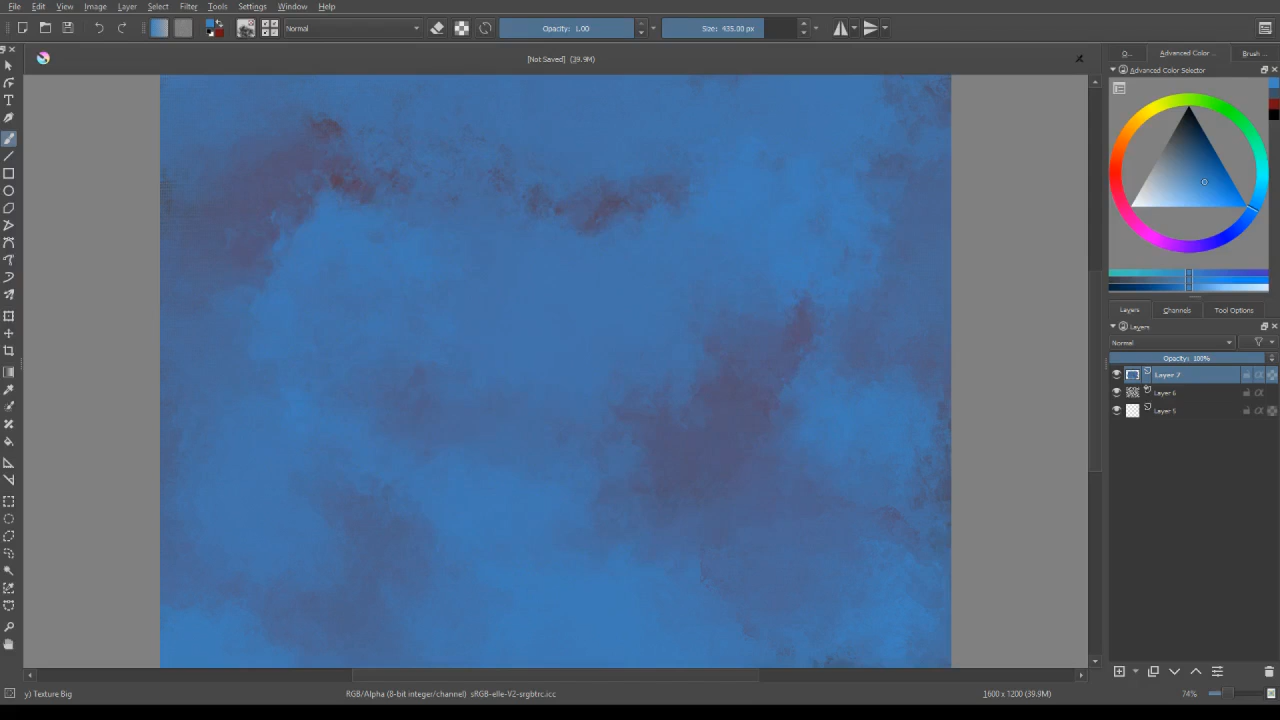 File Edit View Image Layer Select Filter Tools Settings Window Help
Normal Opacity: 1.00 Size: 435.00 px
[Not Saved] (39.9M)
O... Advanced Color ... Brush ...
Advanced Color Selector
Layers Channels Tool Options
Layers
Normal
Opacity: 100%
Layer 7
Layer 6
Layer 5
y) Texture Big RGB/Alpha (8-bit integer/channel) sRGB-elle-V2-srgbtrc.icc 1600 x 1200 (39.9M) 74%